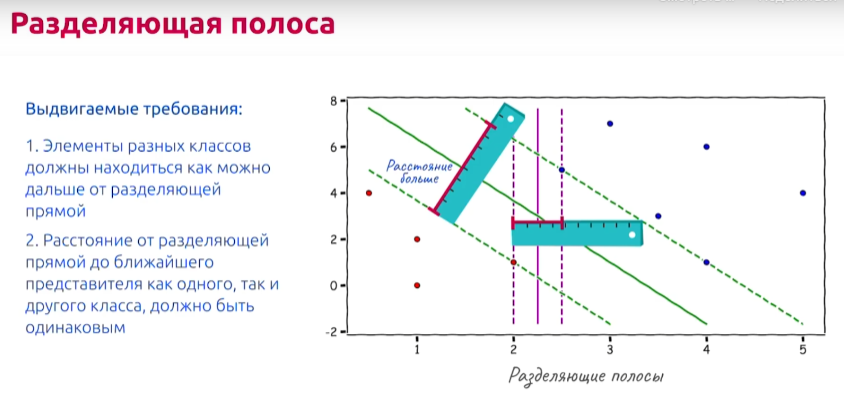 Разделяющая полоса
Выдвигаемые требования:
1. Элементы разных классов
должны находиться как можно
дальше от разделяющей
прямой
2. Расстояние от разделяющей
прямой до ближайшего
представителя как одного, так и
другого класса, должно быть
одинаковым
8
6
4
2
0
-2
Расстояние
больше
1 2 3 4 5
Разделяющие полосы